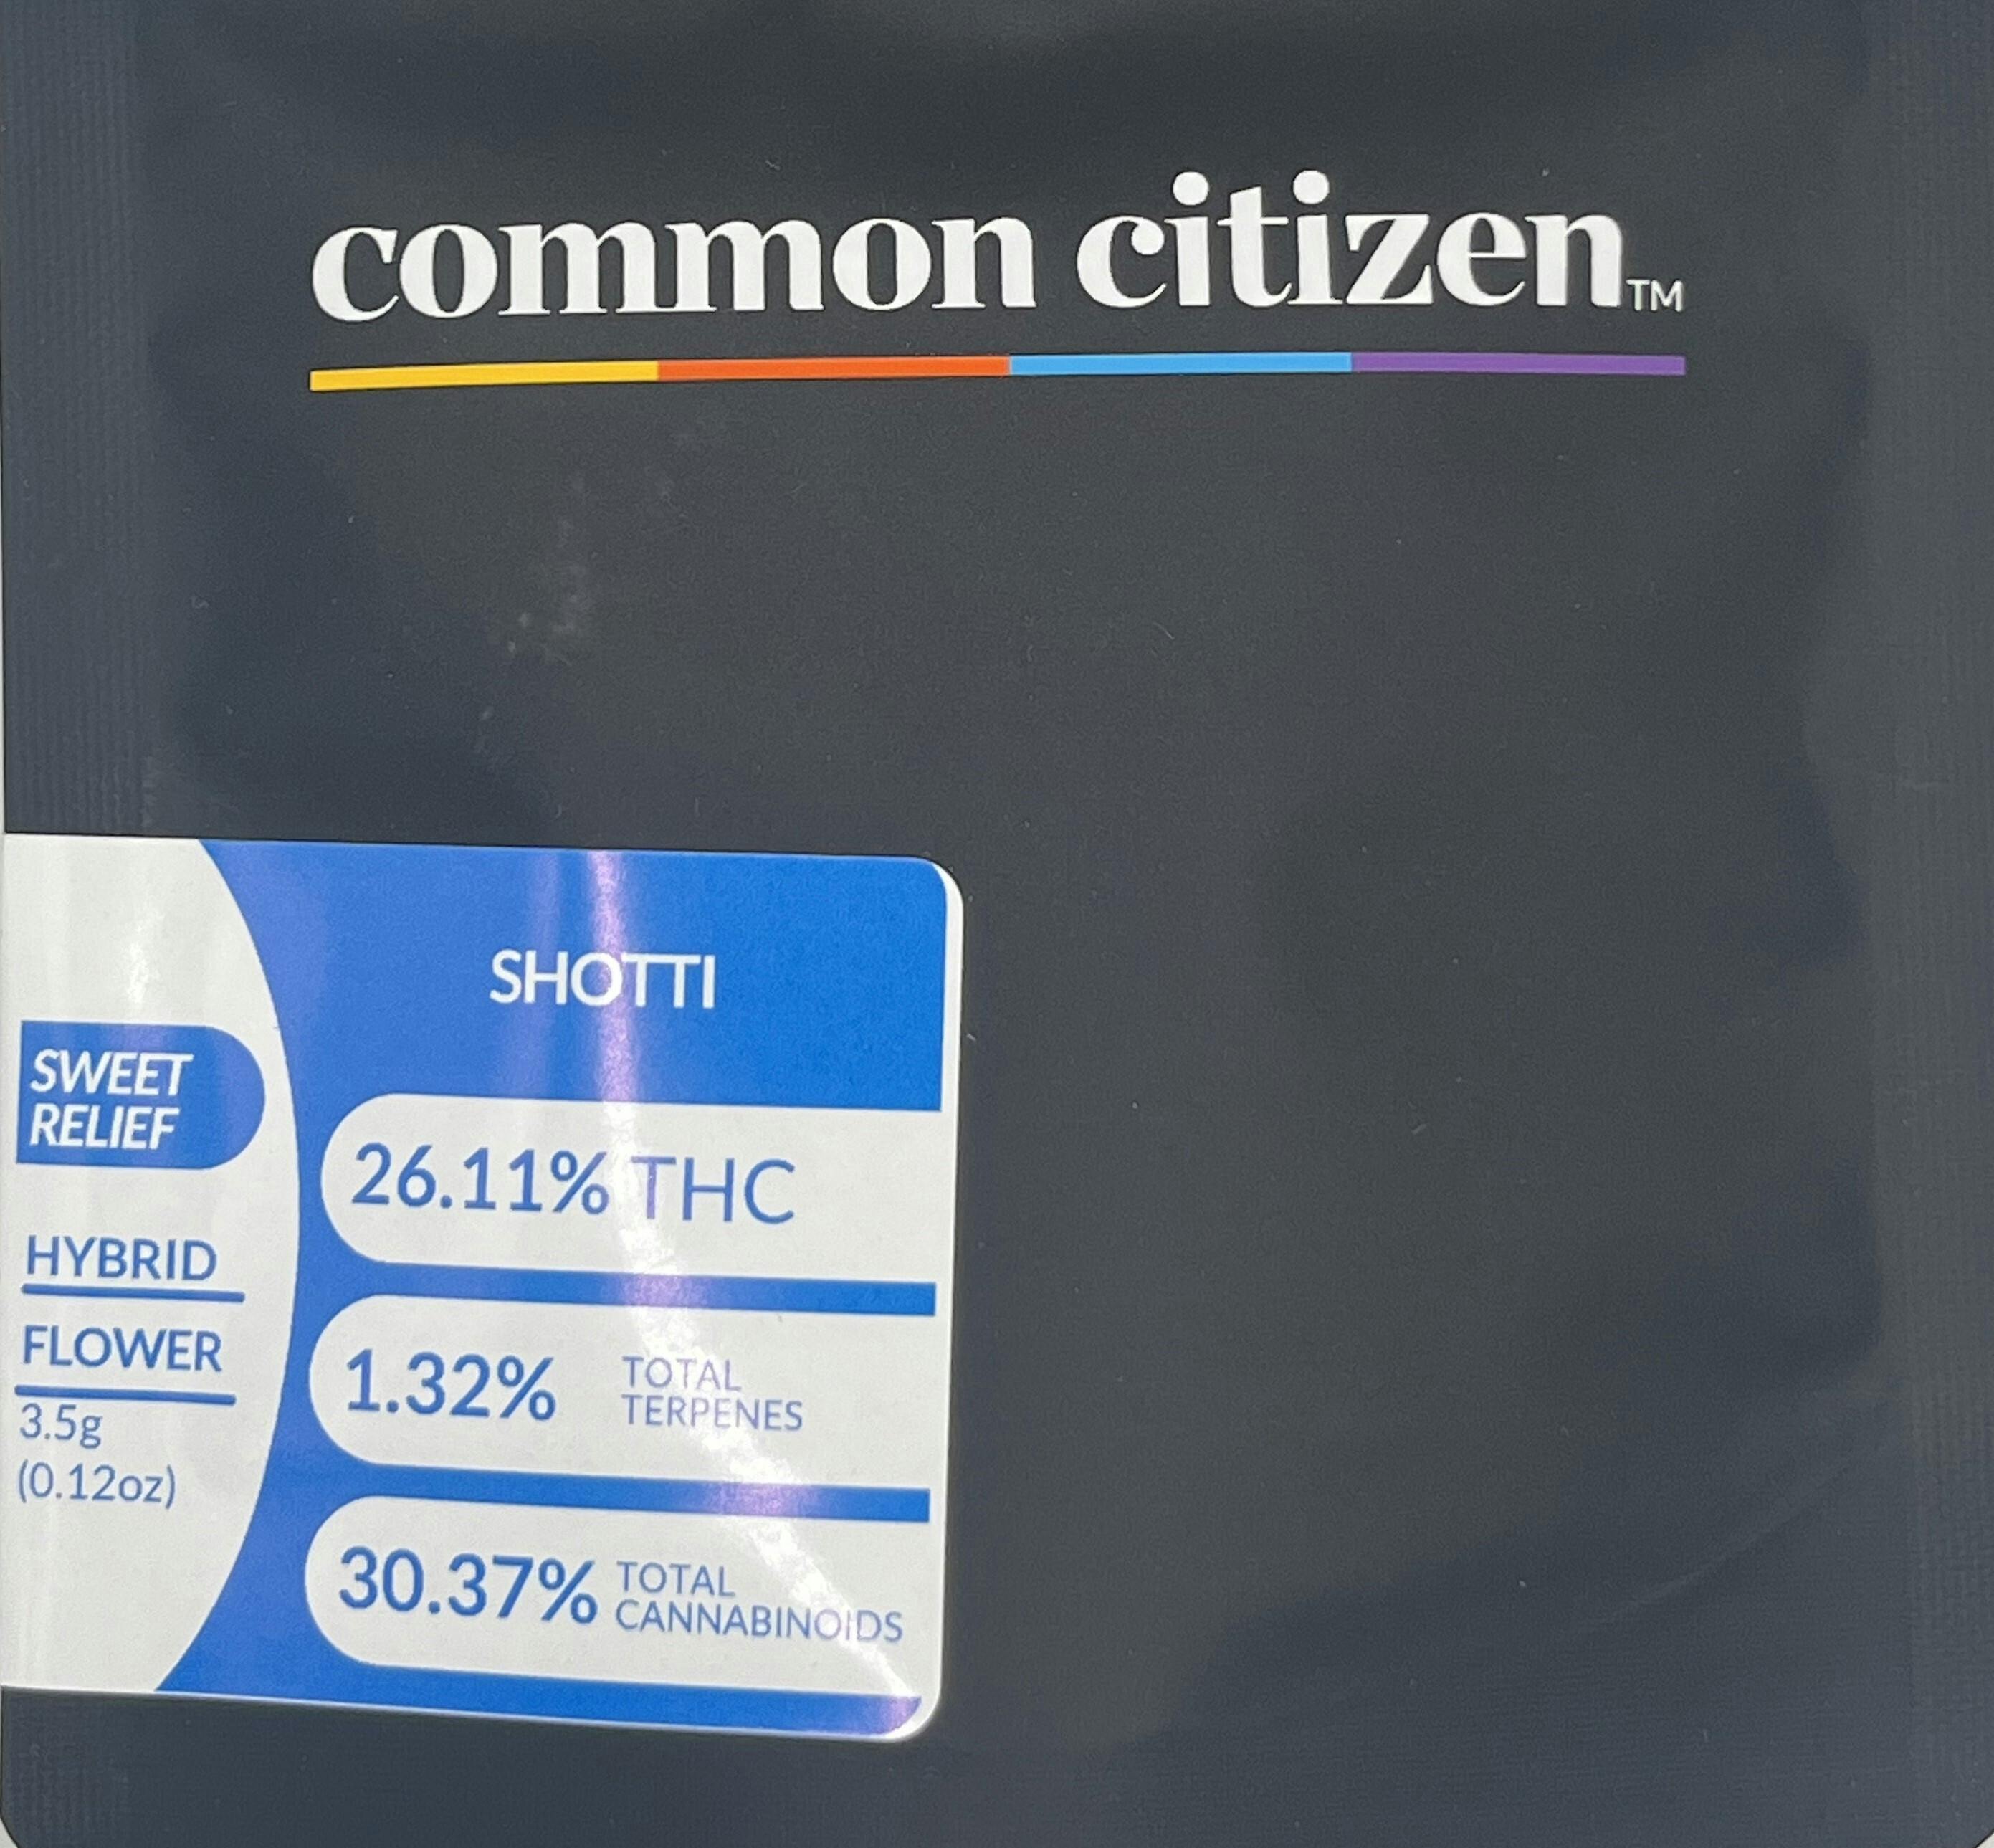 common citizen™
SHOTTI
SWEET
RELIEF
HYBRID
FLOWER
3.5g
(0.12oz)
26.11% THC
1.32% TOTAL
TERPENES
30.37% TOTAL
CANNABINOIDS